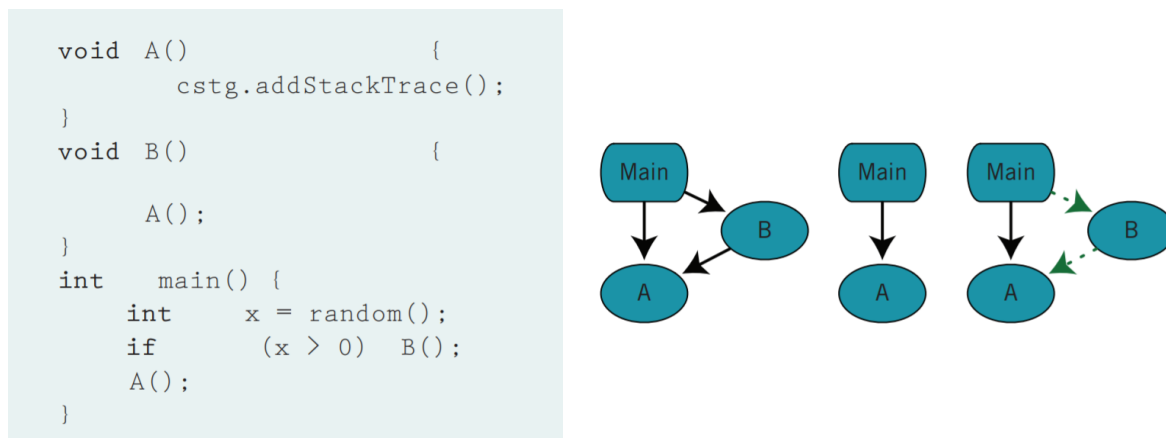 void A() {
cstg.addStackTrace();
}
void B() {
A();
}
int main() {
int x = random();
if (x > 0) B();
A();
}
Main
B
A
Main
A
Main
B
A